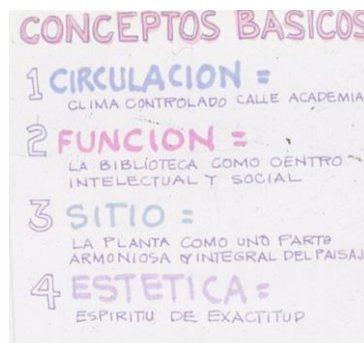 CONCEPTOS BASICOS
1 CIRCULACION =
CLIMA CONTROLADO CALLE ACADEMIA
2 FUNCION =
LA BIBLIOTECA COMO CENTRO
INTELECTUAL Y SOCIAL
3 SITIO =
LA PLANTA COMO UNO PARTE
ARMONIOSA Y INTEGRAL DEL PAISAJ
4 ESTETICA =
ESPIRITU DE EXACTITUD